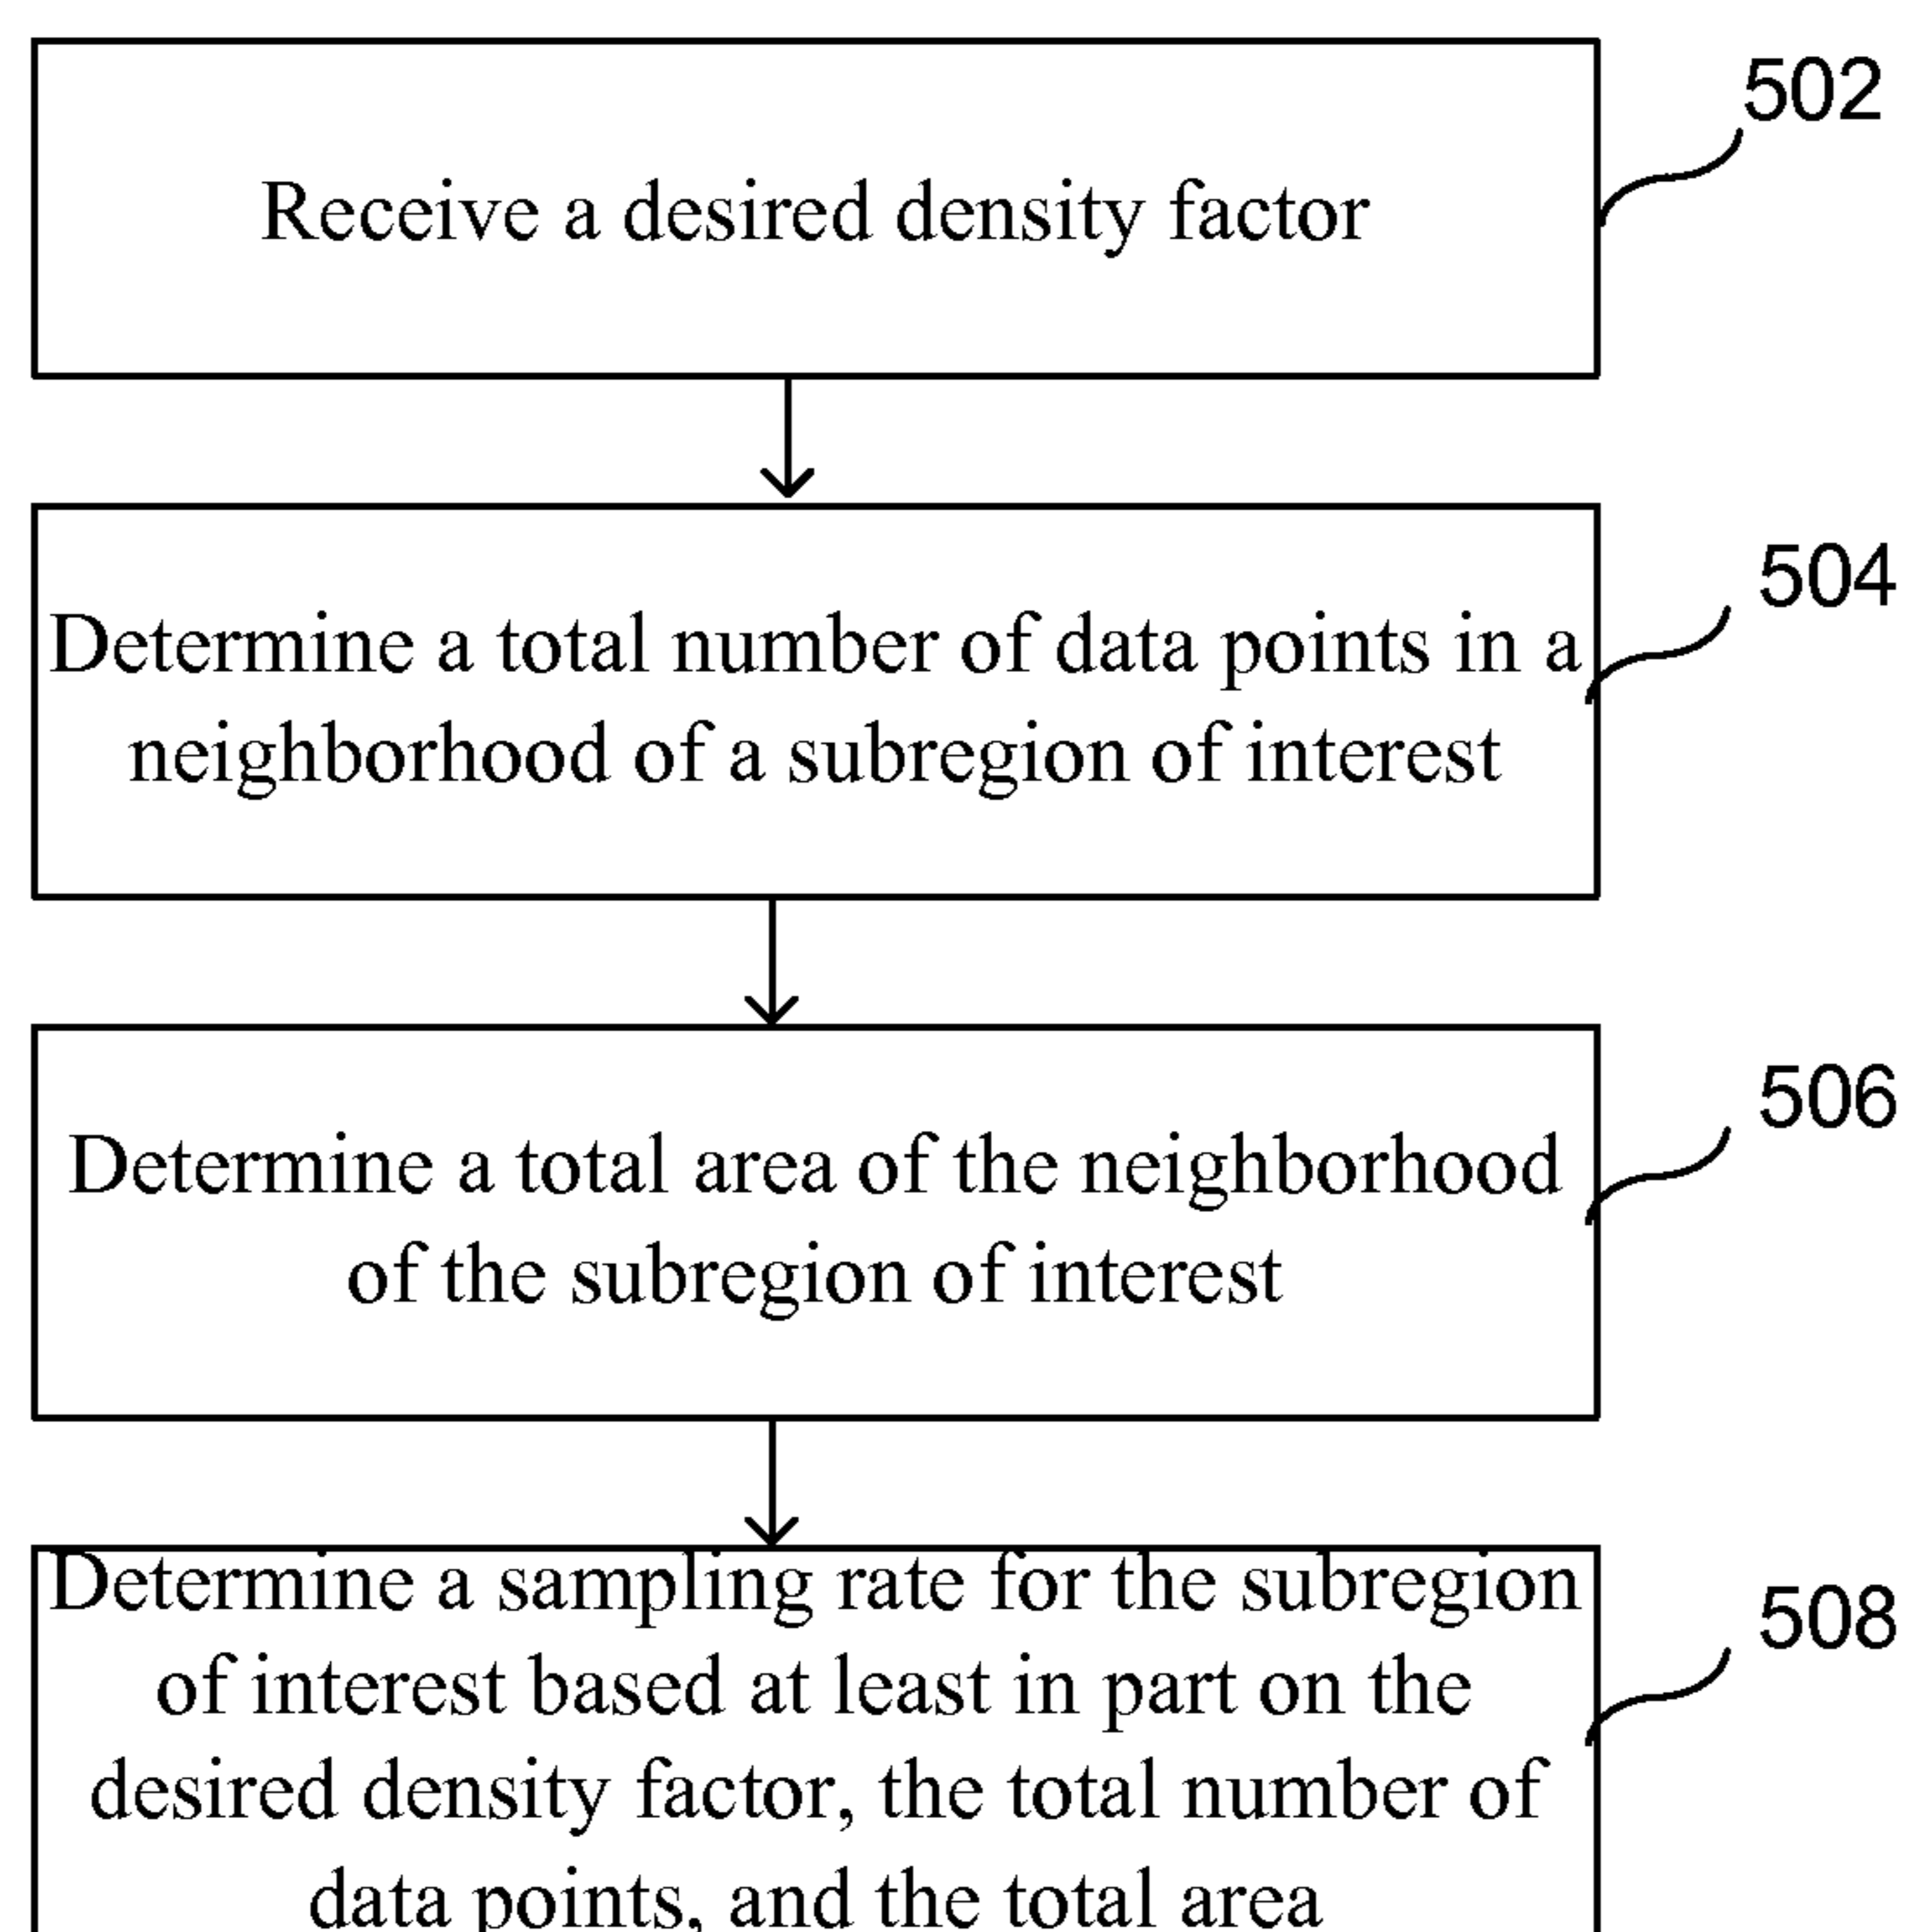 502
Receive a desired density factor
504
Determine a total number of data points in a
neighborhood of a subregion of interest
506
Determine a total area of the neighborhood
of the subregion of interest
508
Determine a sampling rate for the subregion
of interest based at least in part on the
desired density factor, the total number of
data points, and the total area